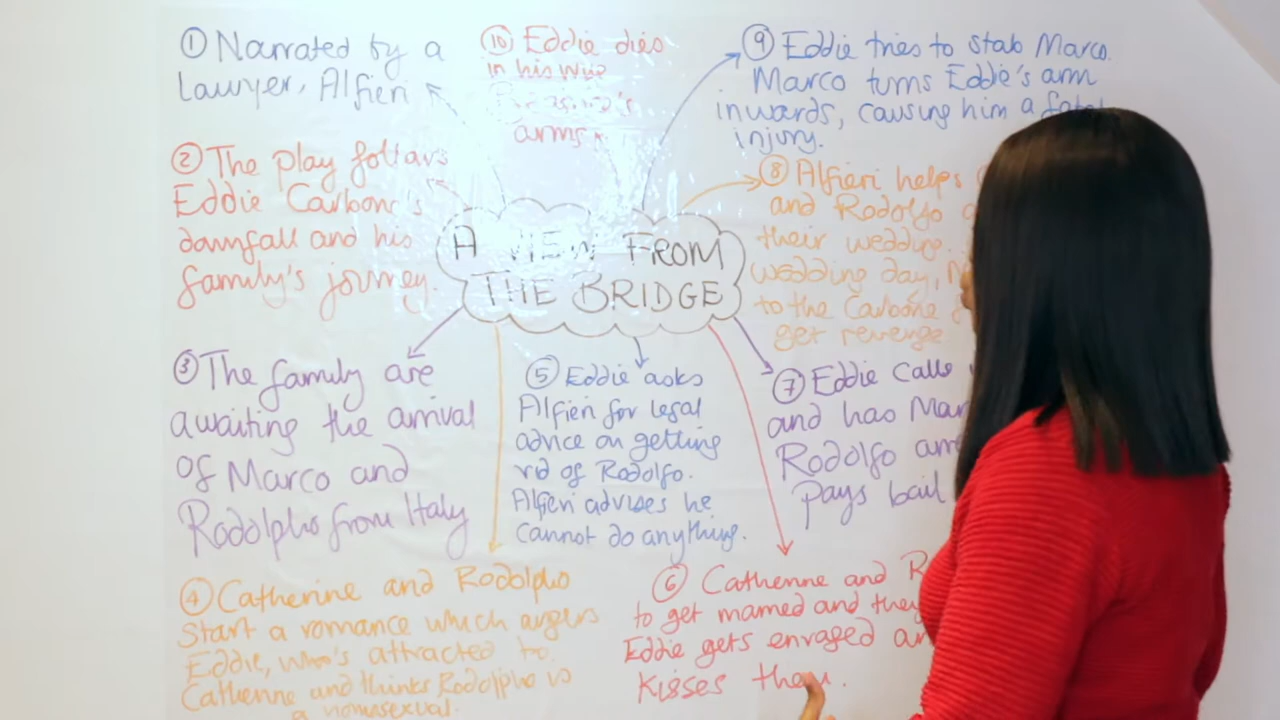 ① Narrated by a
lawyer, Alfieri
② The play follows
Eddie Carbone's
downfall and his
family's journey.
③ The family are
awaiting the arrival
of Marco and
Rodolpho from Italy
④ Catherine and Rodolpho
start a romance which angers
Eddie, who's attracted to
Catherine and thinks Rodolpho is
a homosexual.
A VIEW FROM
THE BRIDGE
⑤ Eddie asks
Alfieri for legal
advice on getting
rid of Rodolfo.
Alfieri advises he
cannot do anything.
⑥ Catherine and R
to get married and they
Eddie gets enraged an
kisses them.
⑦ Eddie calls
and has Mar
Rodolfo arr
pays bail
⑧ Alfieri helps
and Rodolfo
their wedding.
wedding day,
to the Carbone
get revenge
⑨ Eddie tries to stab Marco.
Marco turns Eddie's arm
inwards, causing him a fatal
injury.
⑩ Eddie dies
in his wife
Beatrice's
arms